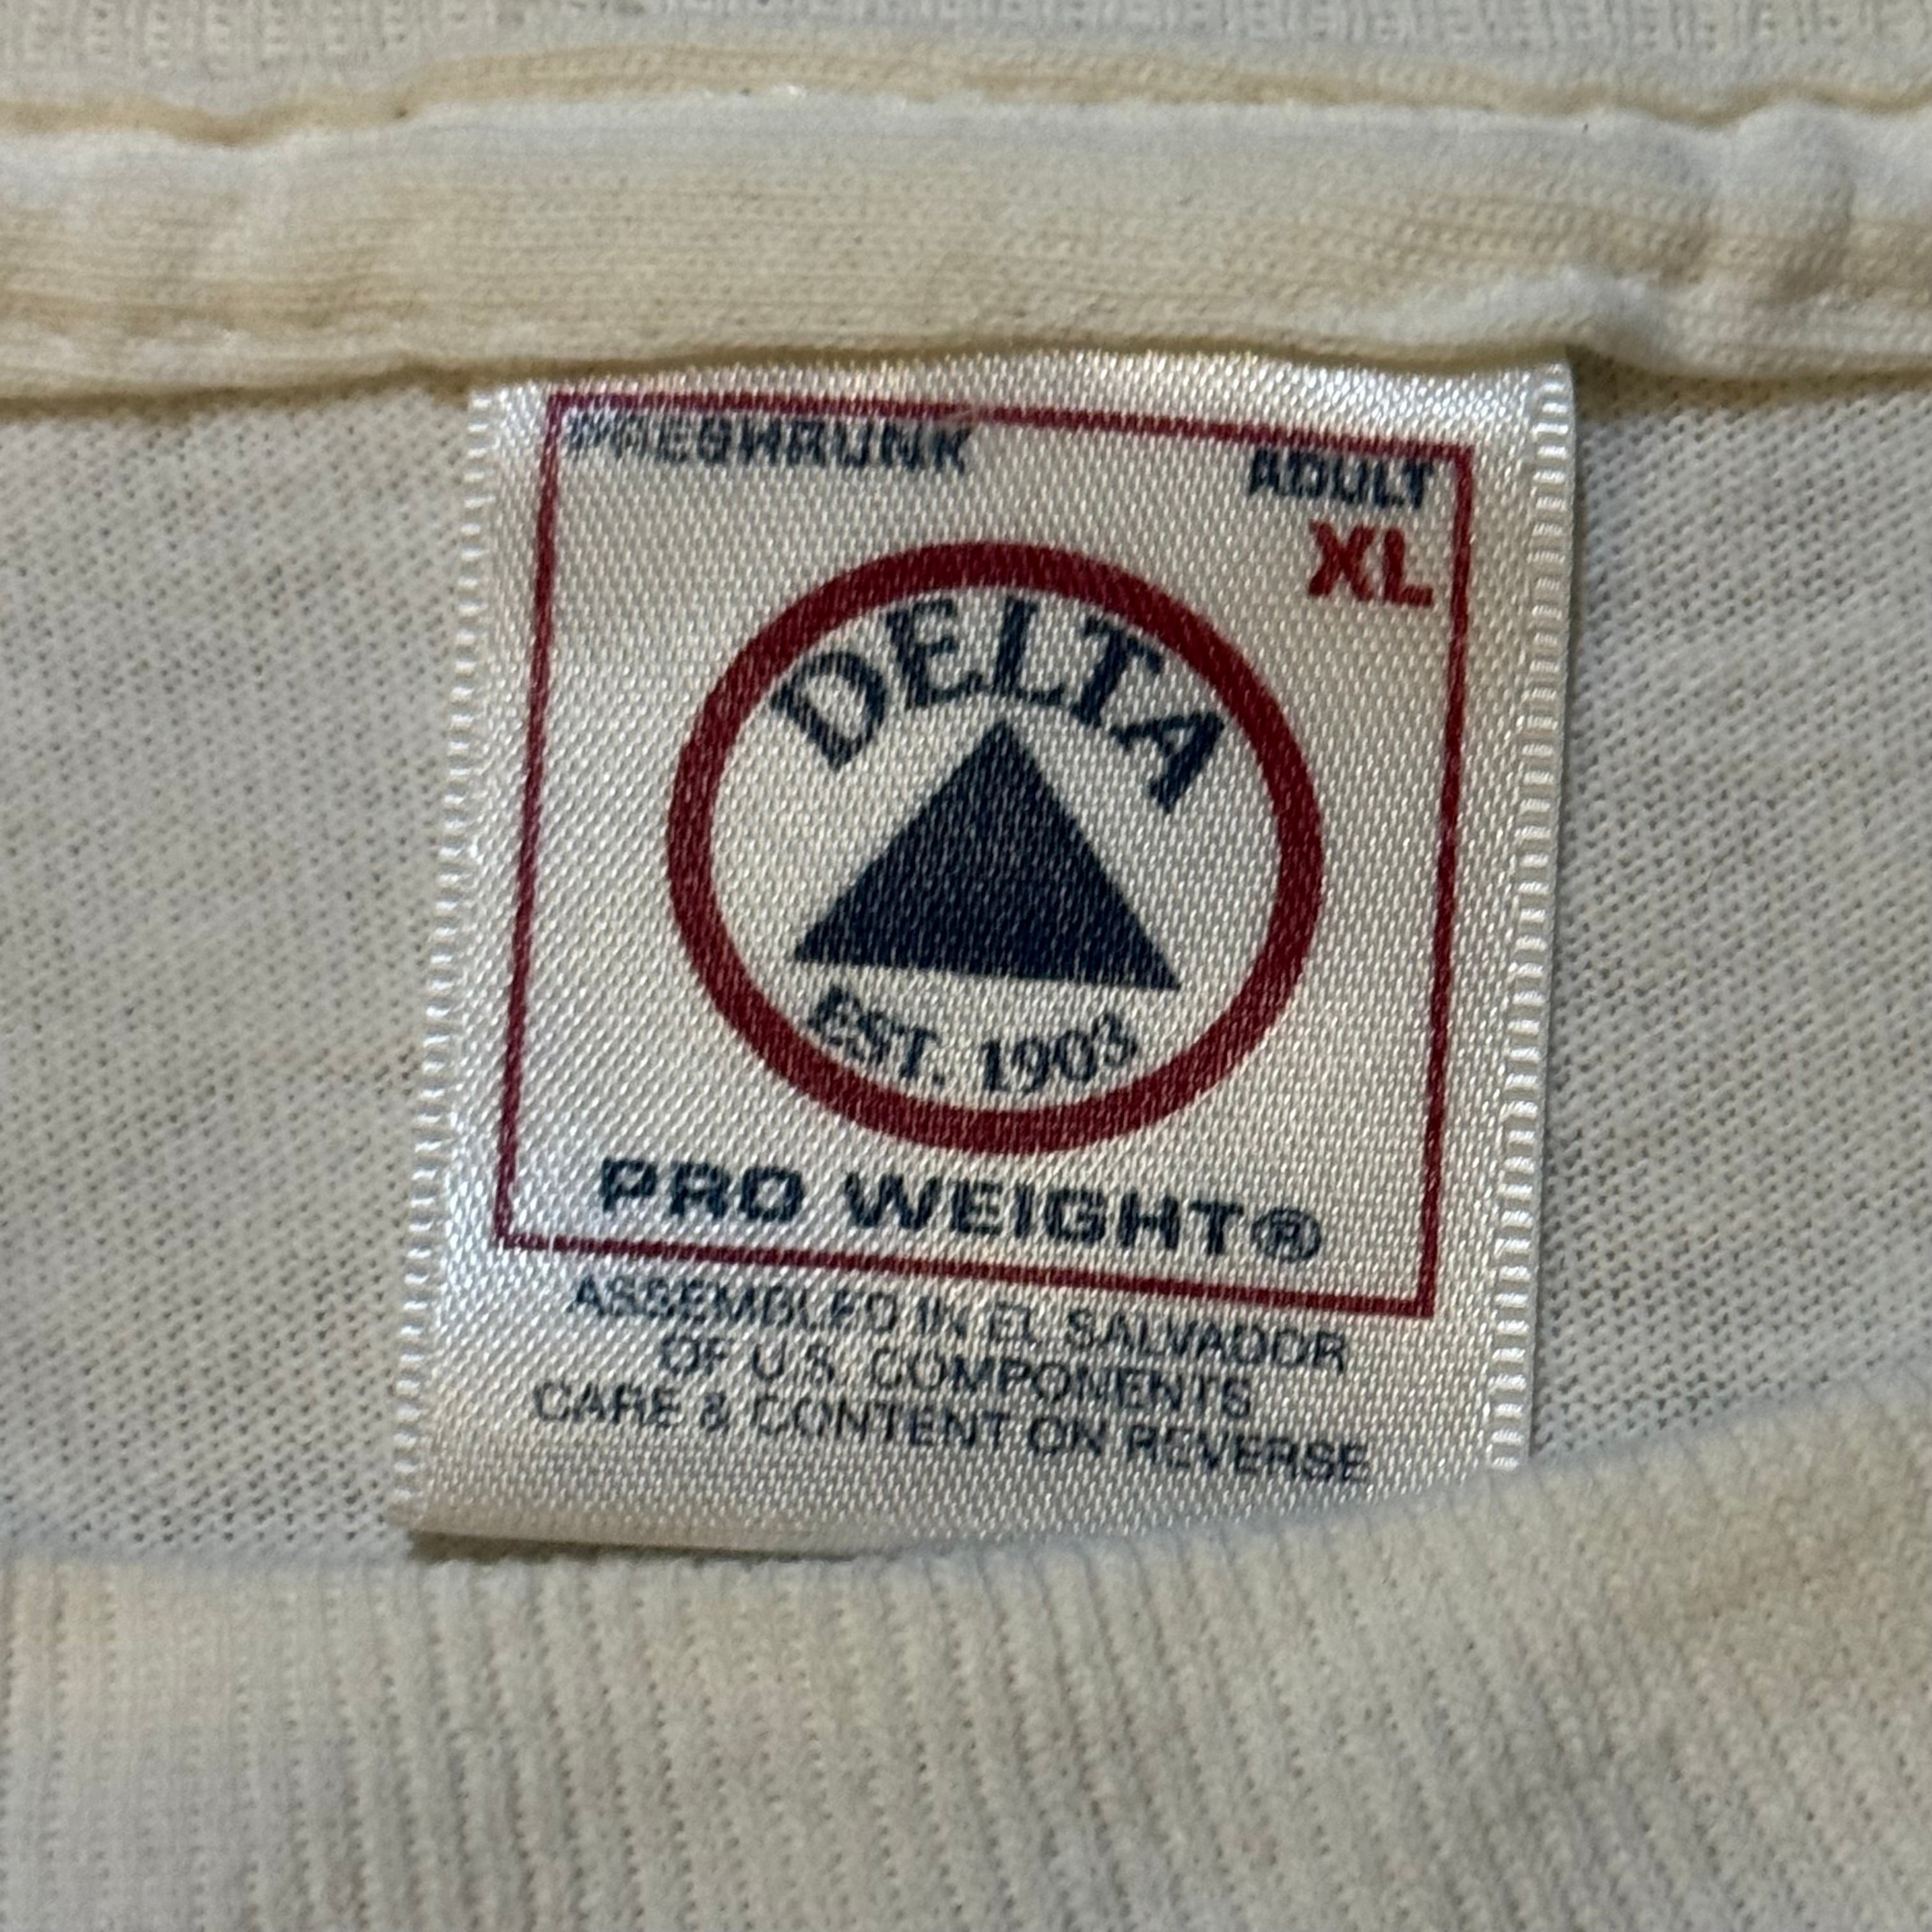 PRESHRUNK
ADULT
XL
DELTA
EST. 1903
PRO WEIGHT®
ASSEMBLED IN EL SALVADOR
OF U.S. COMPONENTS
CARE & CONTENT ON REVERSE